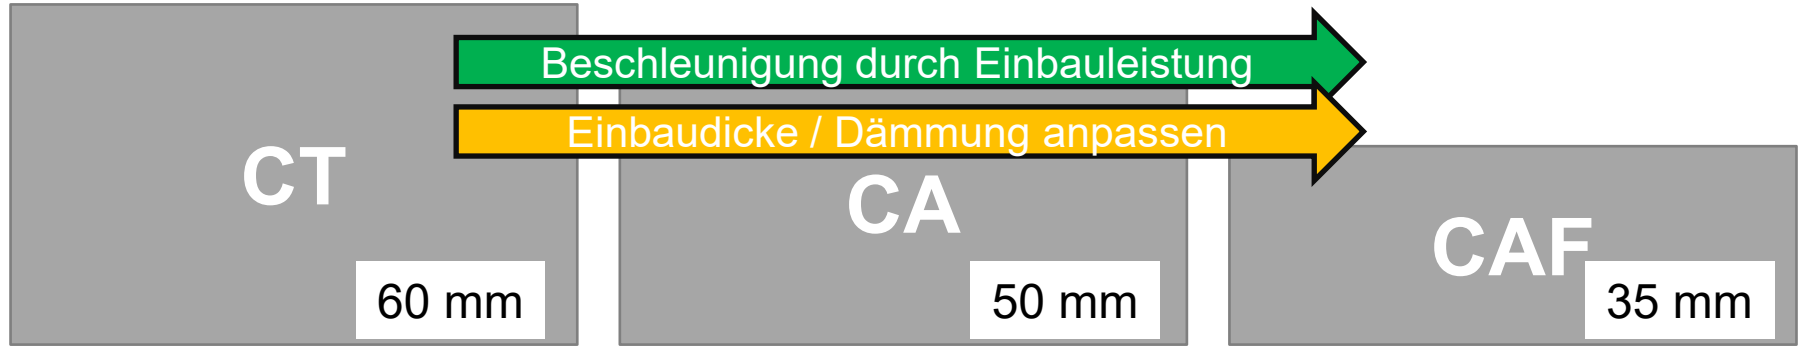 Beschleunigung durch Einbauleistung
Einbaudicke / Dämmung anpassen
CT
60 mm
CA
50 mm
CAF
35 mm